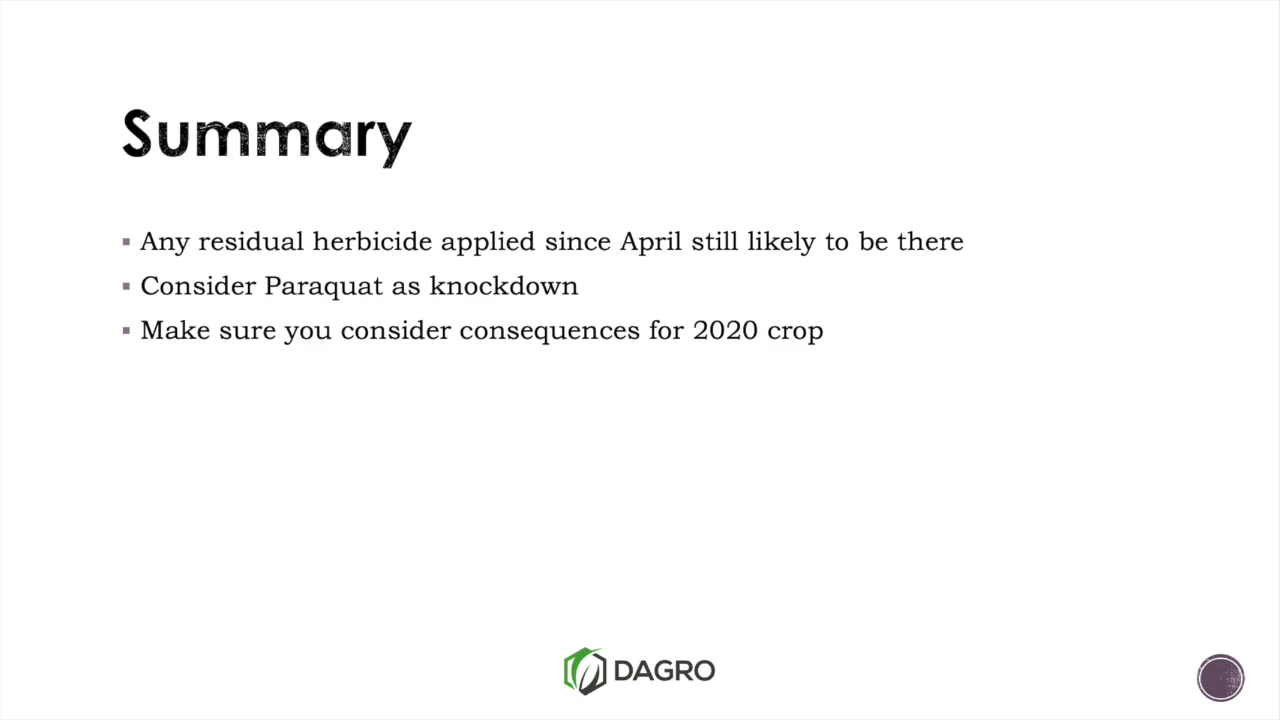 Summary
▪ Any residual herbicide applied since April still likely to be there
▪ Consider Paraquat as knockdown
▪ Make sure you consider consequences for 2020 crop
DAGRO